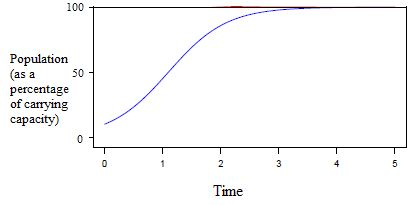 100
Population
(as a
percentage
of carrying
capacity)
50
0
0 1 2 3 4 5
Time